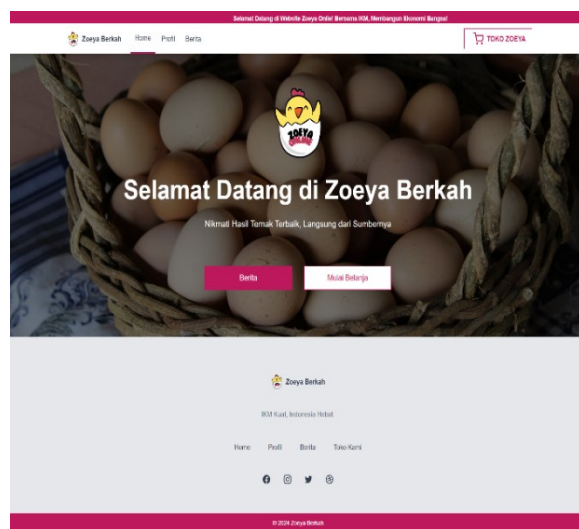 Selamat Datang di Website Zoeya Online! Bersama IKM, Membangun Ekonomi Bangsa!
Zoeya Berkah Home Profil Berita TOKO ZOEYA
ZOEYA
ONLINE
Selamat Datang di Zoeya Berkah
Nikmati Hasil Ternak Terbaik, Langsung dari Sumbernya
Berita Mulai Belanja
Zoeya Berkah
IKM Kuat, Indonesia Hebat
Home Profil Berita Toko Kami
© 2024 Zoeya Berkah